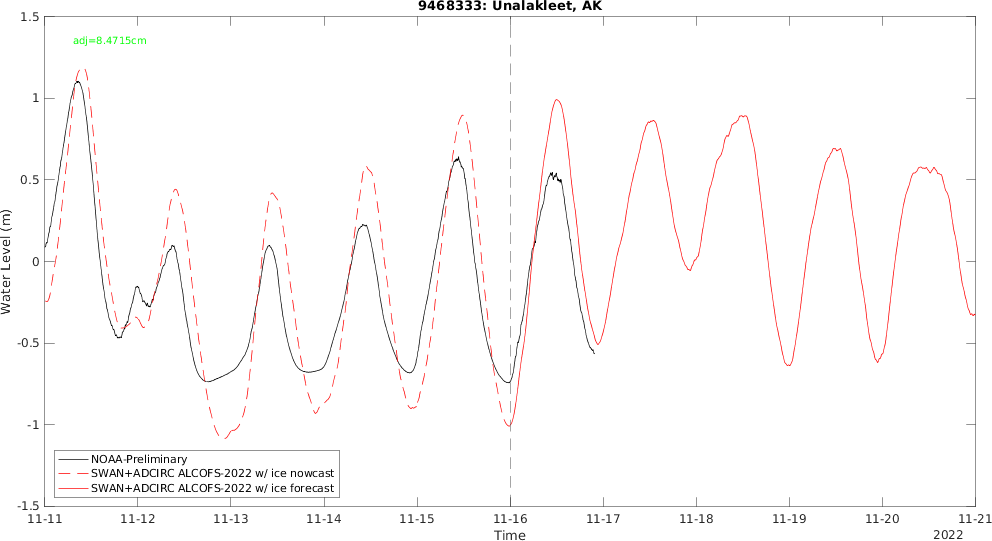 9468333: Unalakleet, AK
adj=8.4715cm
1.5
1
0.5
0
-0.5
-1
-1.5
Water Level (m)
NOAA-Preliminary
SWAN+ADCIRC ALCOFS-2022 w/ ice nowcast
SWAN+ADCIRC ALCOFS-2022 w/ ice forecast
11-11 11-12 11-13 11-14 11-15 11-16 11-17 11-18 11-19 11-20 11-21
Time
2022